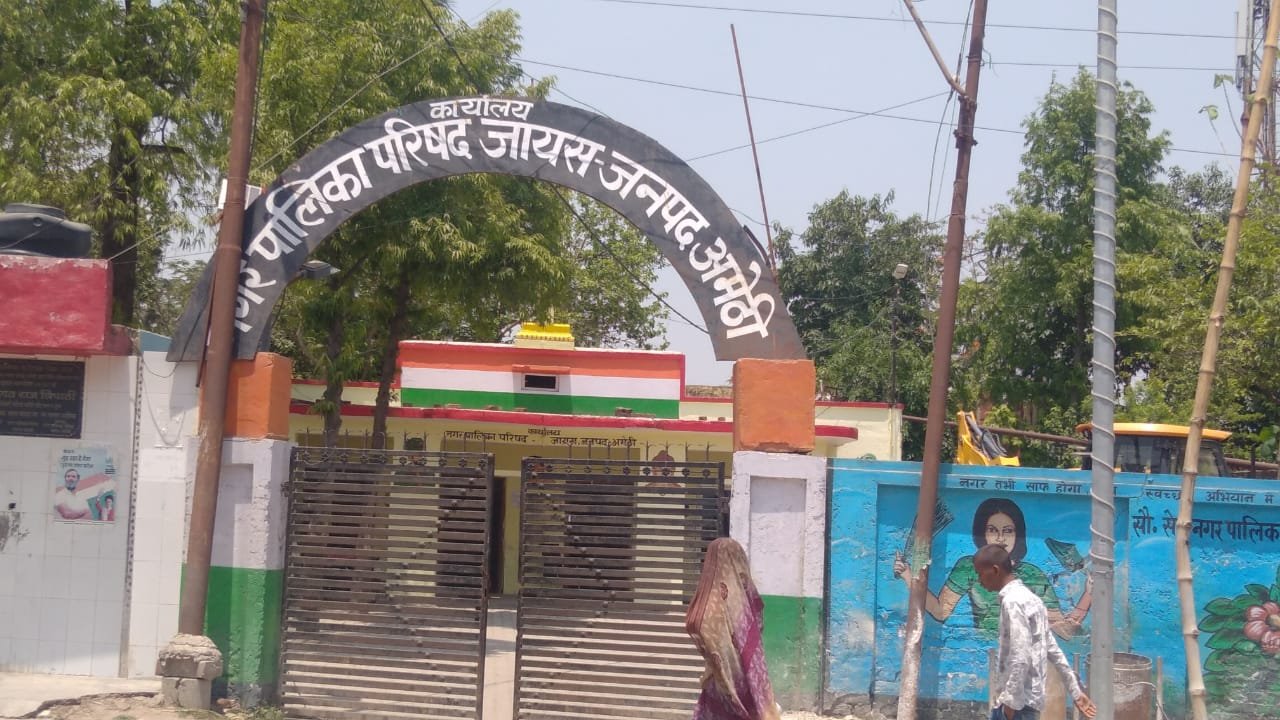 कार्यालय
नगर पालिका परिषद जायस-जनपद अमेठी
कार्यालय
नगर पालिका परिषद - जायस, जनपद, अमेठी
नगर तभी साफ होगा
स्वच्छ अभियान में
सौ. से. नगर पालिक